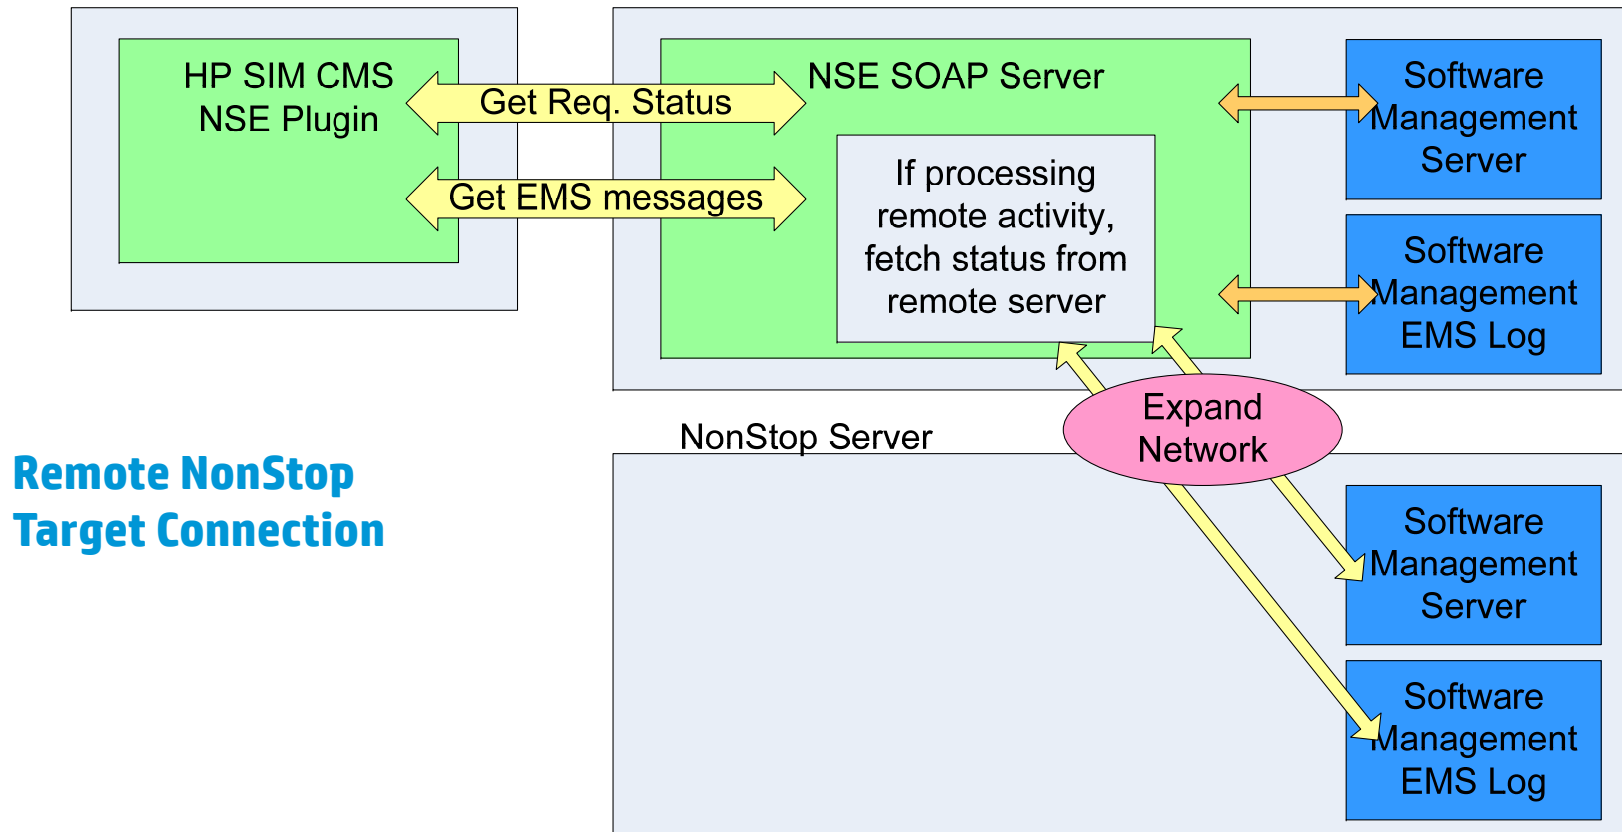 HP SIM CMS
NSE Plugin
Get Req. Status
Get EMS messages
NSE SOAP Server
If processing
remote activity,
fetch status from
remote server
Software
Management
Server
Software
Management
EMS Log
Expand
Network
NonStop Server
Remote NonStop
Target Connection
Software
Management
Server
Software
Management
EMS Log